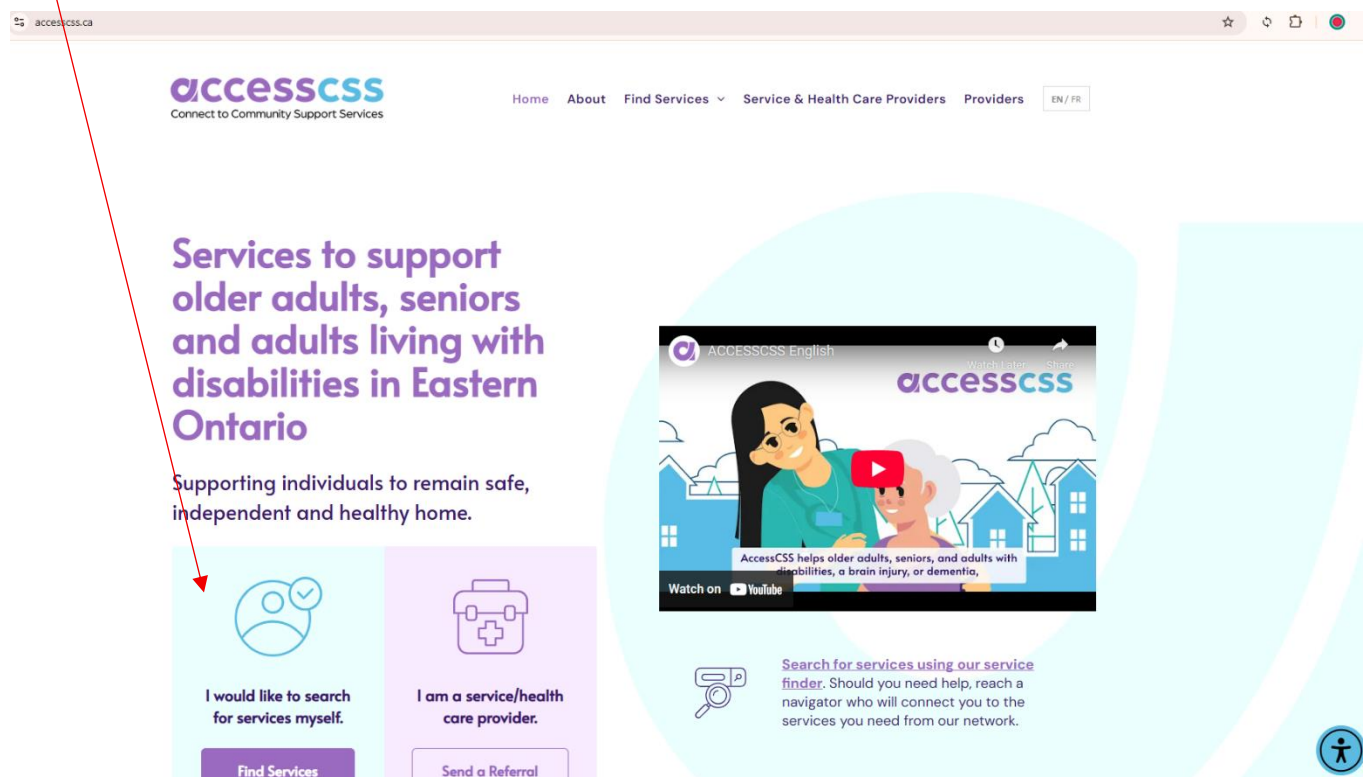 accesscss.ca
accesscss
Connect to Community Support Services
Home About Find Services Service & Health Care Providers Providers EN / FR
Services to support
older adults, seniors
and adults living with
disabilities in Eastern
Ontario
Supporting individuals to remain safe,
independent and healthy home.
I would like to search
for services myself.
Find Services
I am a service/health
care provider.
Send a Referral
ACCESSCSS English
Watch Later Share
accesscss
AccessCSS helps older adults, seniors, and adults with
disabilities, a brain injury, or dementia,
Watch on YouTube
Search for services using our service
finder. Should you need help, reach a
navigator who will connect you to the
services you need from our network.